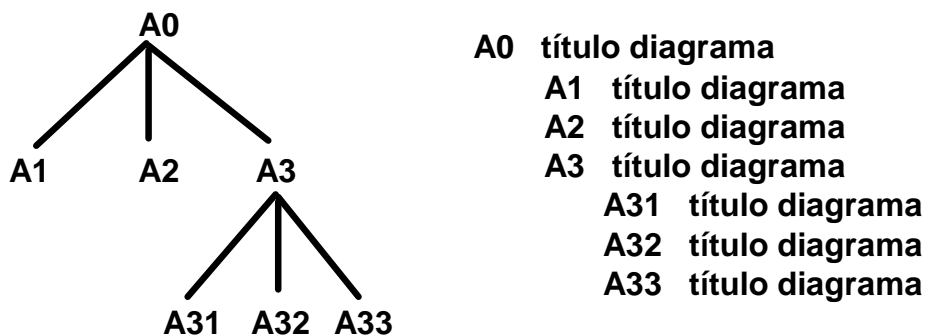 A0
A1 A2 A3
A31 A32 A33
A0 título diagrama
A1 título diagrama
A2 título diagrama
A3 título diagrama
A31 título diagrama
A32 título diagrama
A33 título diagrama